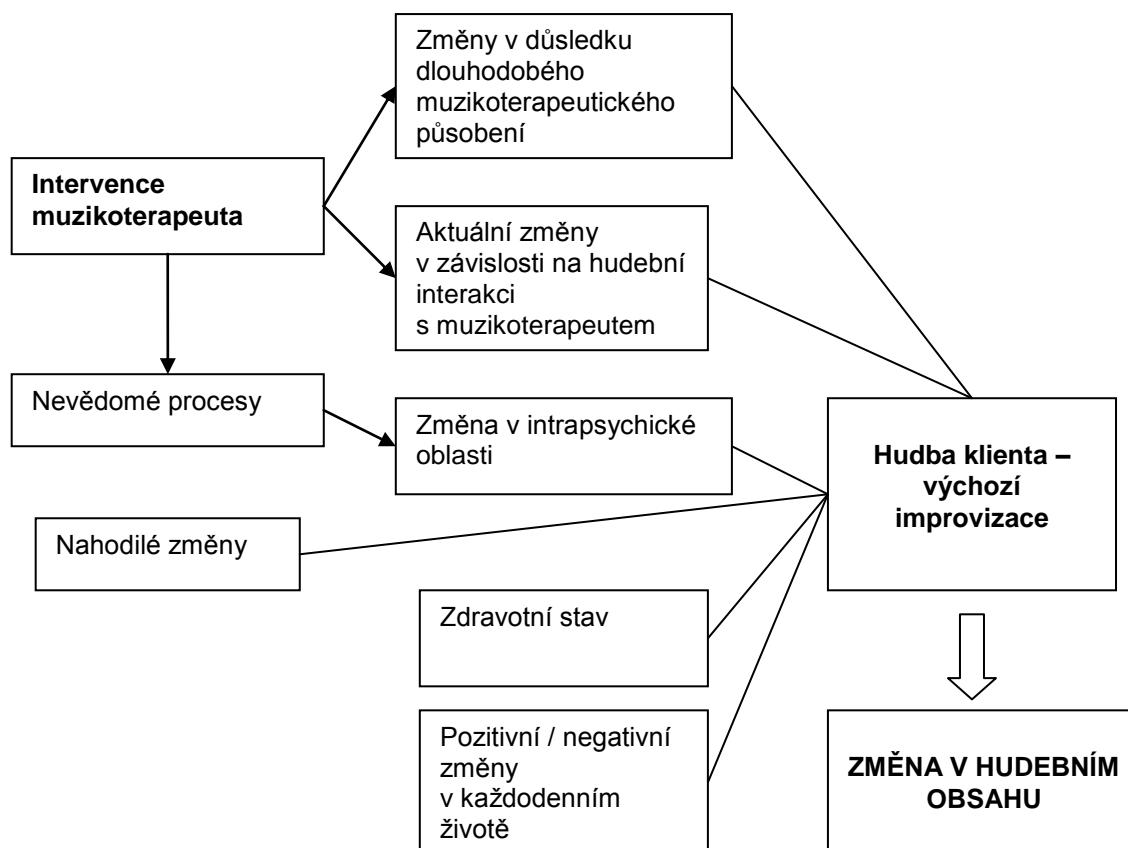 Změny v důsledku
dlouhodobého
muzikoterapeutického
působení
Intervence
muzikoterapeuta
Aktuální změny
v závislosti na hudební
interakci
s muzikoterapeutem
Nevědomé procesy
Změna v intrapsychické
oblasti
Hudba klienta –
výchozí
improvizace
Nahodilé změny
Zdravotní stav
Pozitivní / negativní
změny
v každodenním
životě
ZMĚNA V HUDEBNÍM
OBSAHU